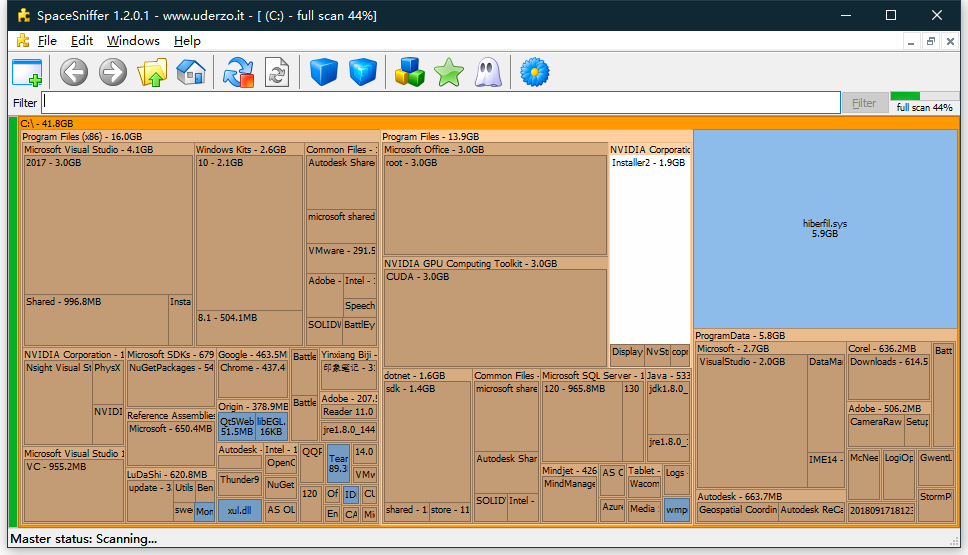 SpaceSniffer 1.2.0.1 - www.uderzo.it - [ (C:) - full scan 44%]
File Edit Windows Help
Filter
Filter
full scan 44%
C:\ - 41.8GB
Program Files (x86) - 16.0GB
Microsoft Visual Studio - 4.1GB
2017 - 3.0GB
Shared - 996.8MB
Insta
Windows Kits - 2.6GB
10 - 2.1GB
8.1 - 504.1MB
Common Files -
Autodesk Share
microsoft shared
VMware - 291.5
Adobe -
Intel -
Speech
SOLIDW
BattlEy
NVIDIA Corporation - 1
Nsight Visual St
PhysX
NVIDI
Microsoft Visual Studio 1
VC - 955.2MB
Microsoft SDKs - 679
NuGetPackages - 54
Reference Assemblies
Microsoft - 650.4MB
LuDaShi - 620.8MB
update - 3
Utils
Ben
swe
Mon
Google - 463.5M
Chrome - 437.4
Origin - 378.9MB
Qt5Web
51.5MB
libEGL.
16KB
Autodesk -
Thunder9
xul.dll
Battle
Battle
Intel - 1
OpenC
NuGet
AS OL
Yinxiang Biji -
印象笔记 - 31
Adobe - 207.5
Reader 11.0
jre1.8.0_144
QQP
120
Tear
89.3
14.0
VMw
Of
ID
CL
En
CA
Mi
Program Files - 13.9GB
Microsoft Office - 3.0GB
root - 3.0GB
NVIDIA GPU Computing Toolkit - 3.0GB
CUDA - 3.0GB
NVIDIA Corporatio
Installer2 - 1.9GB
Display
NvSt
copr
dotnet - 1.6GB
sdk - 1.4GB
shared - 1.
store - 11
Common Files -
microsoft share
Autodesk Shar
SOLID
Intel -
Microsoft SQL Server - 1
120 - 965.8MB
130
Java - 533
jdk1.8.0_
jre1.8.0_
Mindjet - 426
MindManage
AS O
Azure
Tablet -
Wacom
Media
Logs -
wmp
hiberfil.sys
5.9GB
ProgramData - 5.8GB
Microsoft - 2.7GB
VisualStudio - 2.0GB
DataMar
IME14 -
Autodesk - 663.7MB
Geospatial Coordin
Autodesk ReCa
Corel - 636.2MB
Downloads - 614.5
Adobe - 506.2MB
CameraRaw
Setup
Batt
McNee
LogiOp
GwentL
2018091718123
StormP
Master status: Scanning...